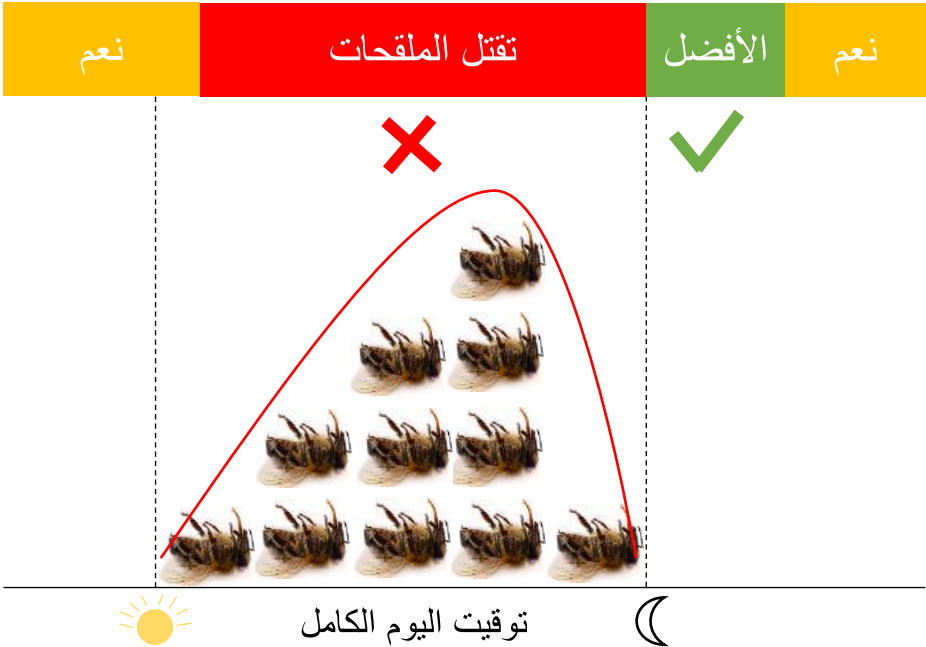 نعم
الأفضل
تقتل الملقحات
نعم
توقيت اليوم الكامل